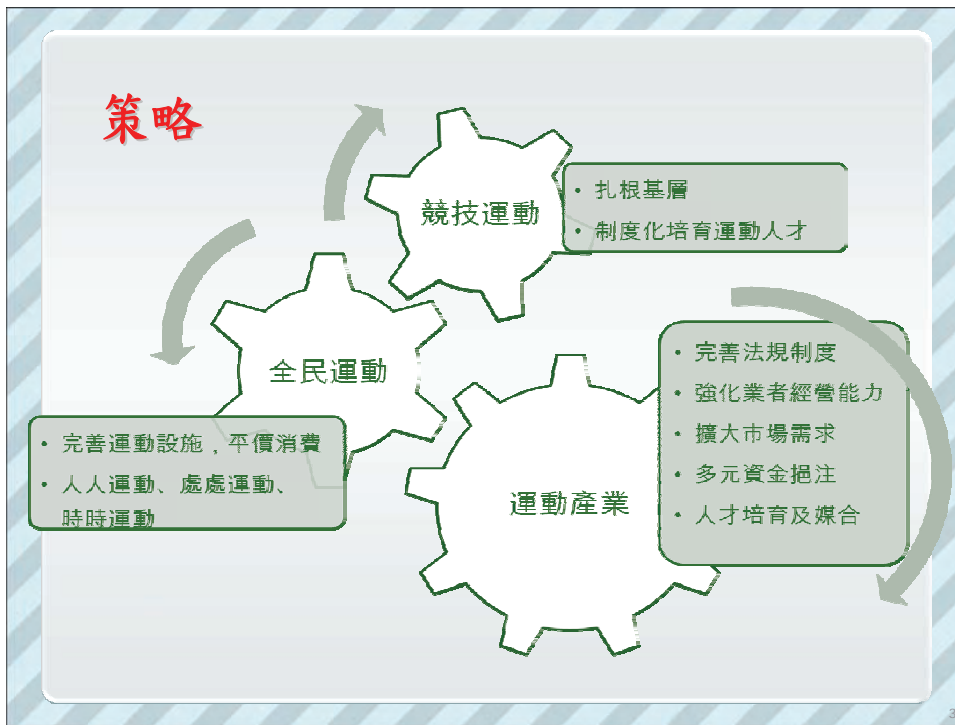 策略
競技運動
• 扎根基層
• 制度化培育運動人才
全民運動
• 完善運動設施，平價消費
• 人人運動、處處運動、
時時運動
運動產業
• 完善法規制度
• 強化業者經營能力
• 擴大市場需求
• 多元資金挹注
• 人才培育及媒合
3